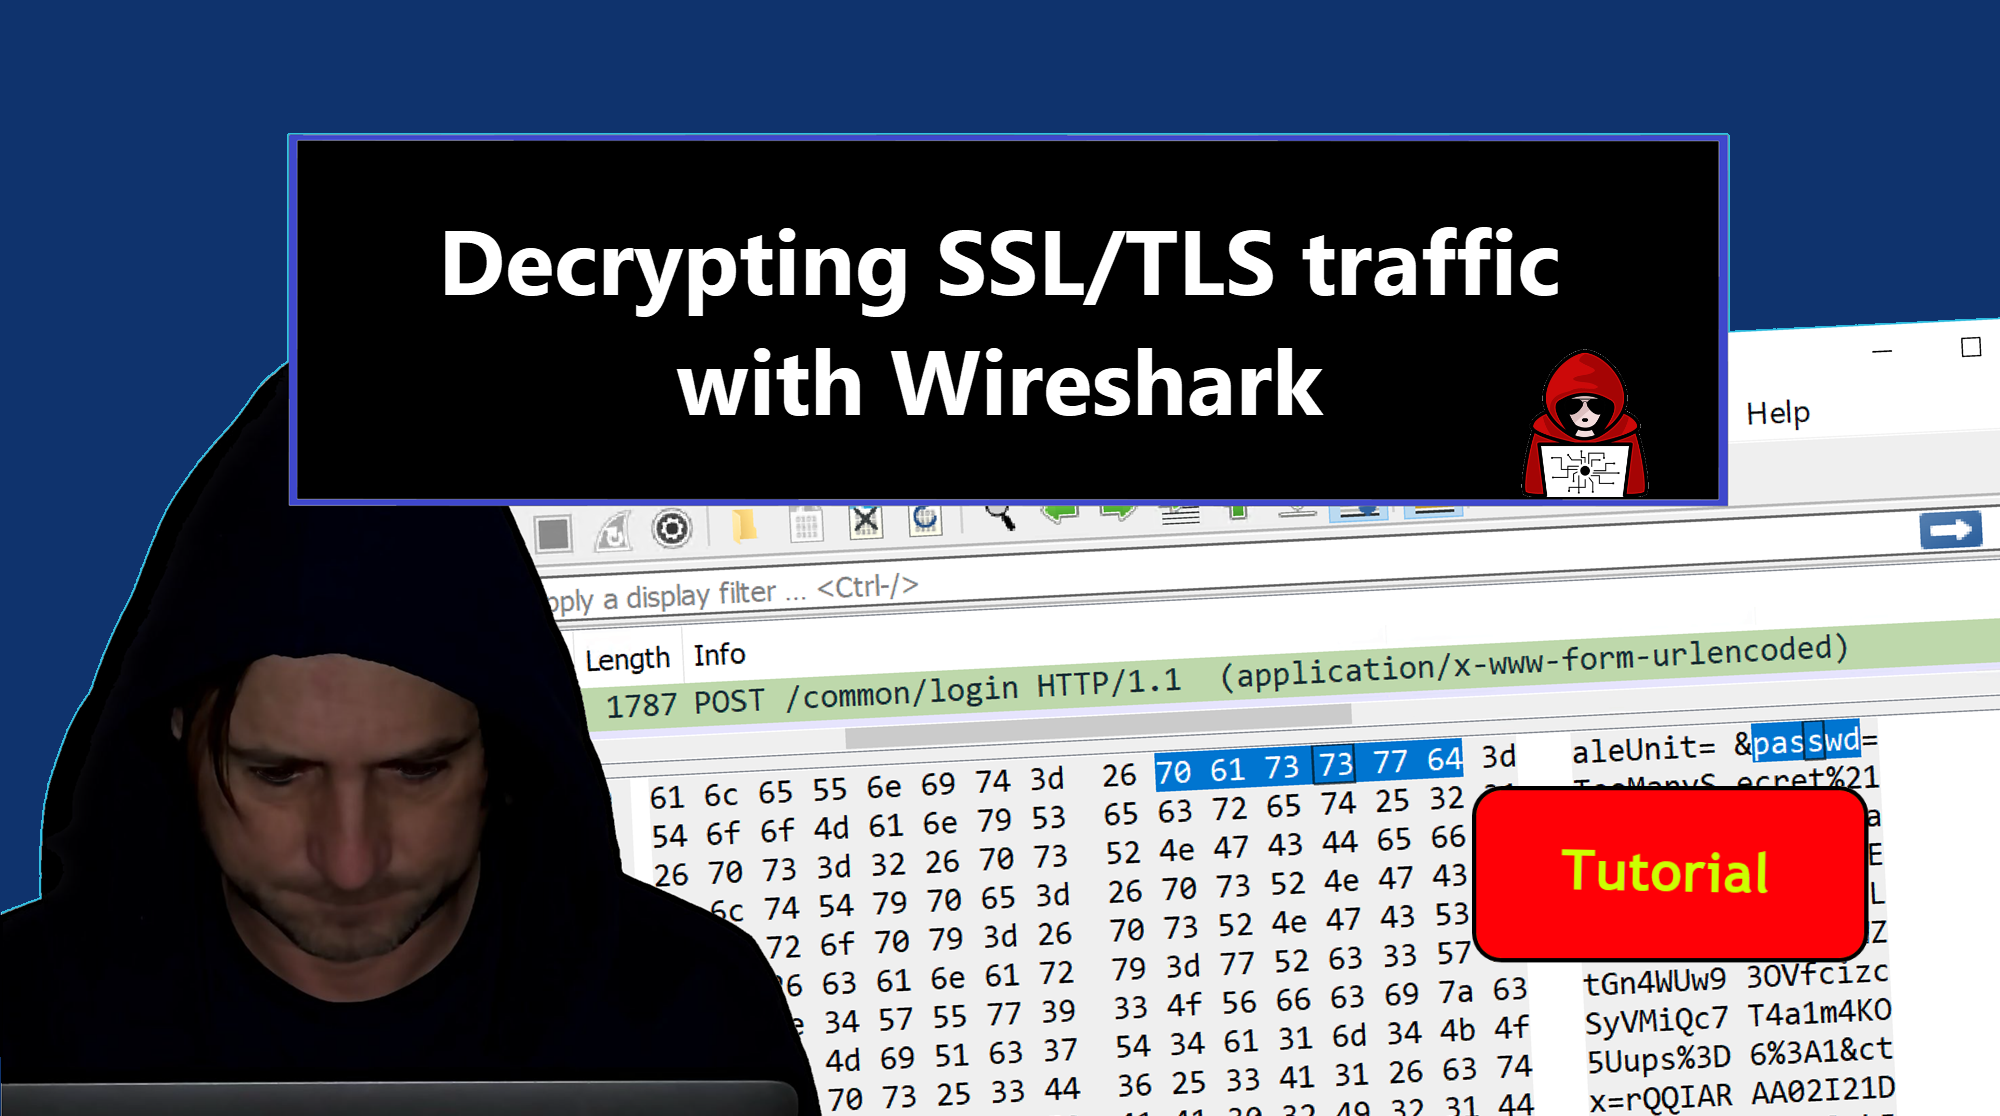 Decrypting SSL/TLS traffic
with Wireshark
Help
a display filter ... <Ctrl-/>
Length Info
1787 POST /common/login HTTP/1.1 (application/x-www-form-urlencoded)
61 6c 65 55 6e 69 74 3d 26 70 61 73 73 77 64 3d aleUnit= &passwd=
54 6f 6f 4d 61 6e 79 53 65 63 72 65 74 25 32 ecret%21
26 70 73 3d 32 26 70 73 52 4e 47 43 44 65 66 a
6c 74 54 79 70 65 3d 26 70 73 52 4e 47 43 E
72 6f 70 79 3d 26 70 73 52 4e 47 43 53 L
63 61 6e 61 72 79 3d 77 52 63 33 57 Z
34 57 55 77 39 33 4f 56 66 63 69 7a 63 tGn4WUw9 3OVfcizc
4d 69 51 63 37 54 34 61 31 6d 34 4b 4f SyVMiQc7 T4a1m4KO
70 73 25 33 44 36 25 33 41 31 26 63 74 5Uups%3D 6%3A1&ct
x=rQQIAR AA02I21D
Tutorial